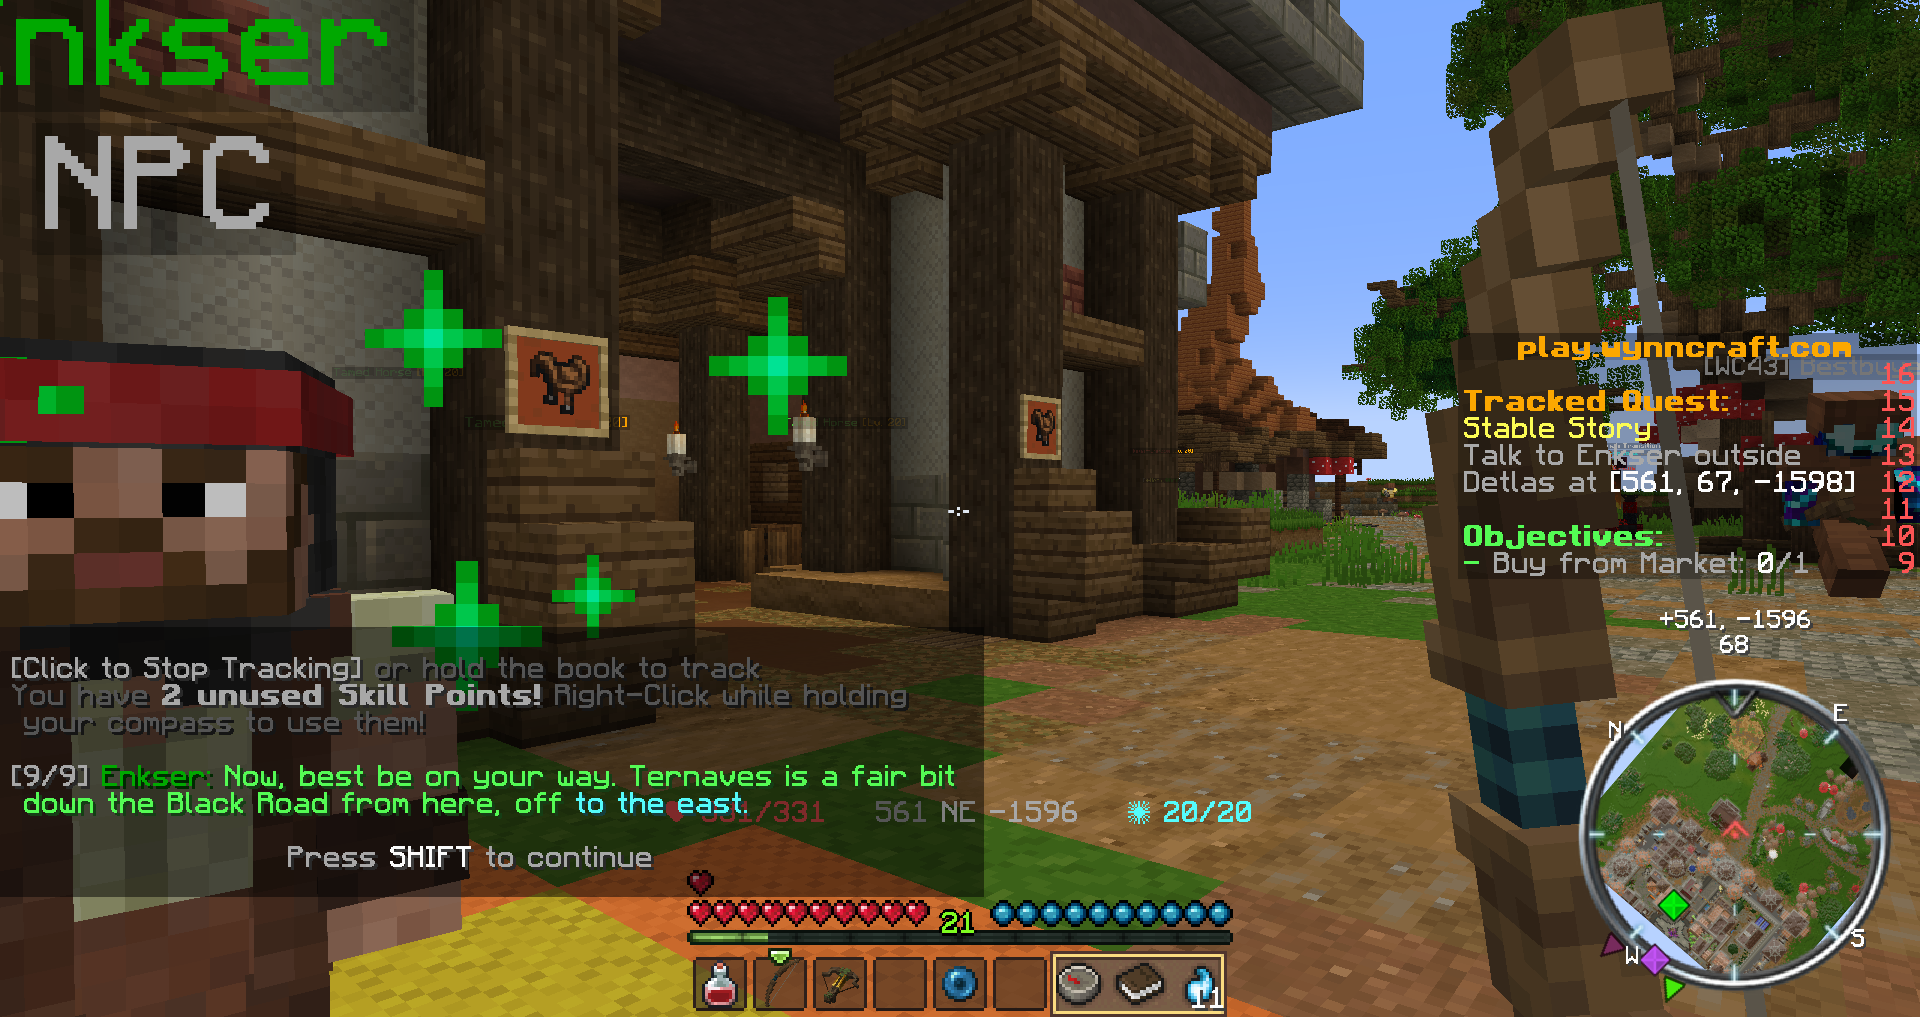 Enkser
NPC
play.wynncraft.com
[WC43]
16
Tracked Quest:
15
Stable Story
14
Talk to Enkser outside
13
Detlas at [561, 67, -1598]
12
11
Objectives:
10
- Buy from Market: 0/1
9
+561, -1596
68
N
E
S
W
[Click to Stop Tracking] or hold the book to track
You have 2 unused Skill Points! Right-Click while holding
your compass to use them!
[9/9] Enkser: Now, best be on your way. Ternaves is a fair bit
down the Black Road from here, off to the east.
331/331
561 NE -1596
20/20
Press SHIFT to continue
21
11